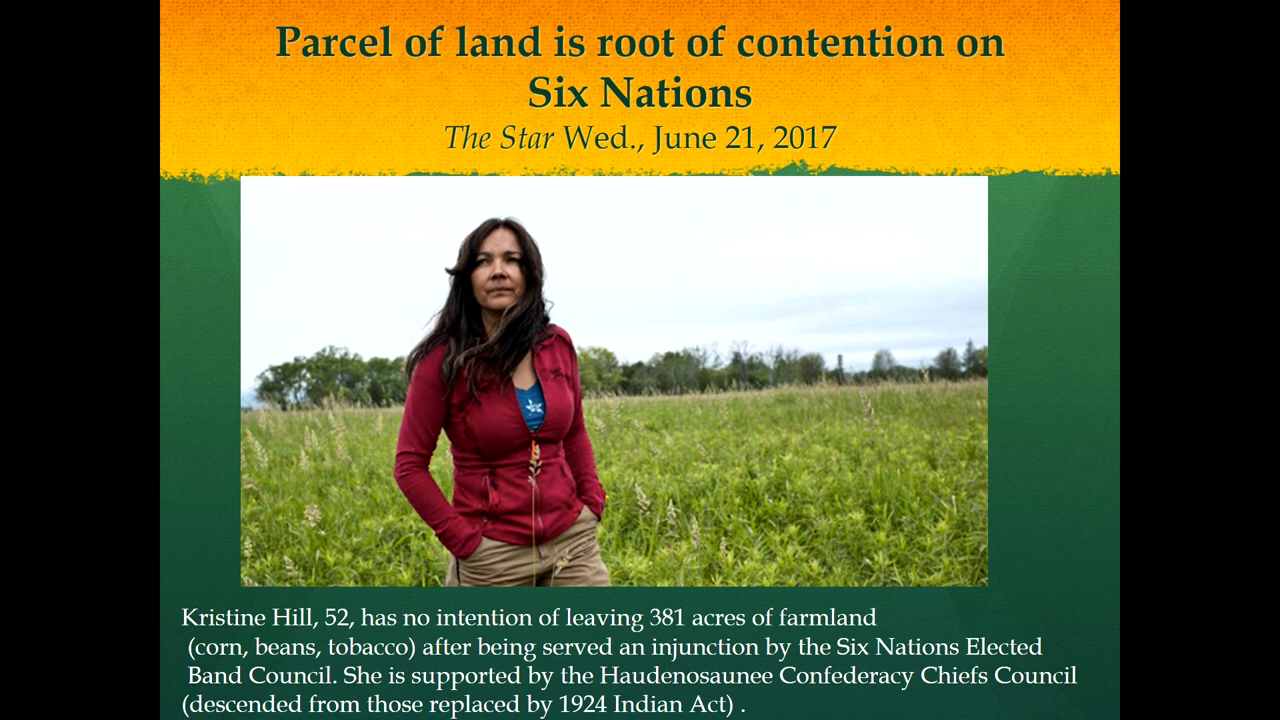 Parcel of land is root of contention on
Six Nations
The Star Wed., June 21, 2017
Kristine Hill, 52, has no intention of leaving 381 acres of farmland
(corn, beans, tobacco) after being served an injunction by the Six Nations Elected
Band Council. She is supported by the Haudenosaunee Confederacy Chiefs Council
(descended from those replaced by 1924 Indian Act) .